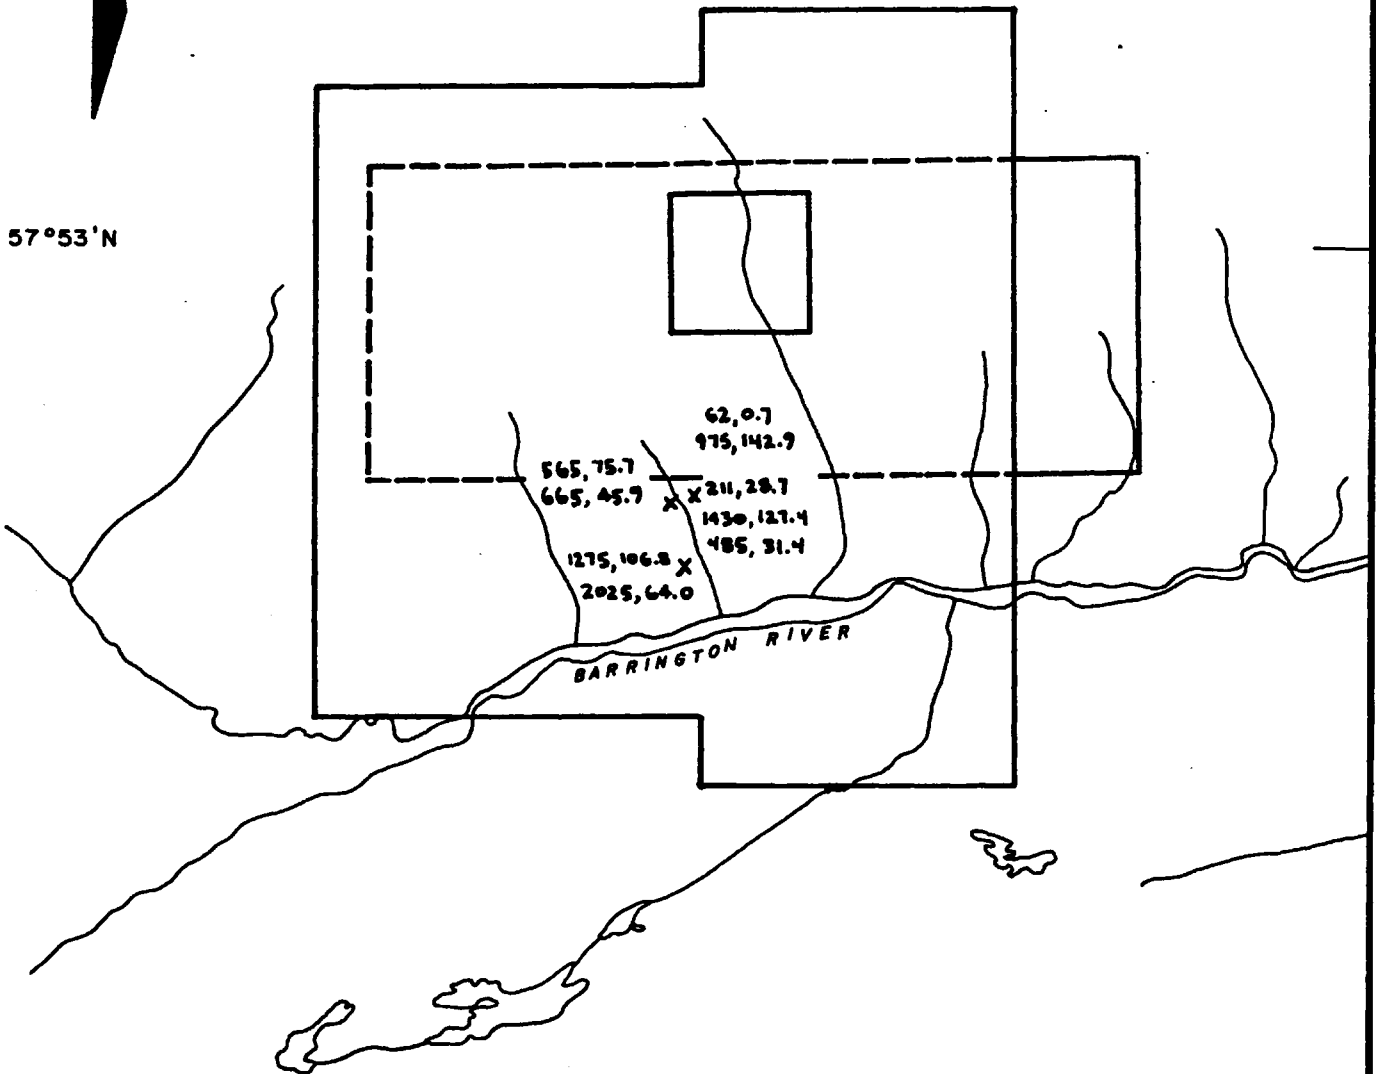 57°53'N
62, 0.7
975, 142.9
565, 75.7
665, 45.9
X X 211, 28.7
1430, 127.4
485, 31.4
1275, 106.8 X
2025, 64.0
BARRINGTON RIVER